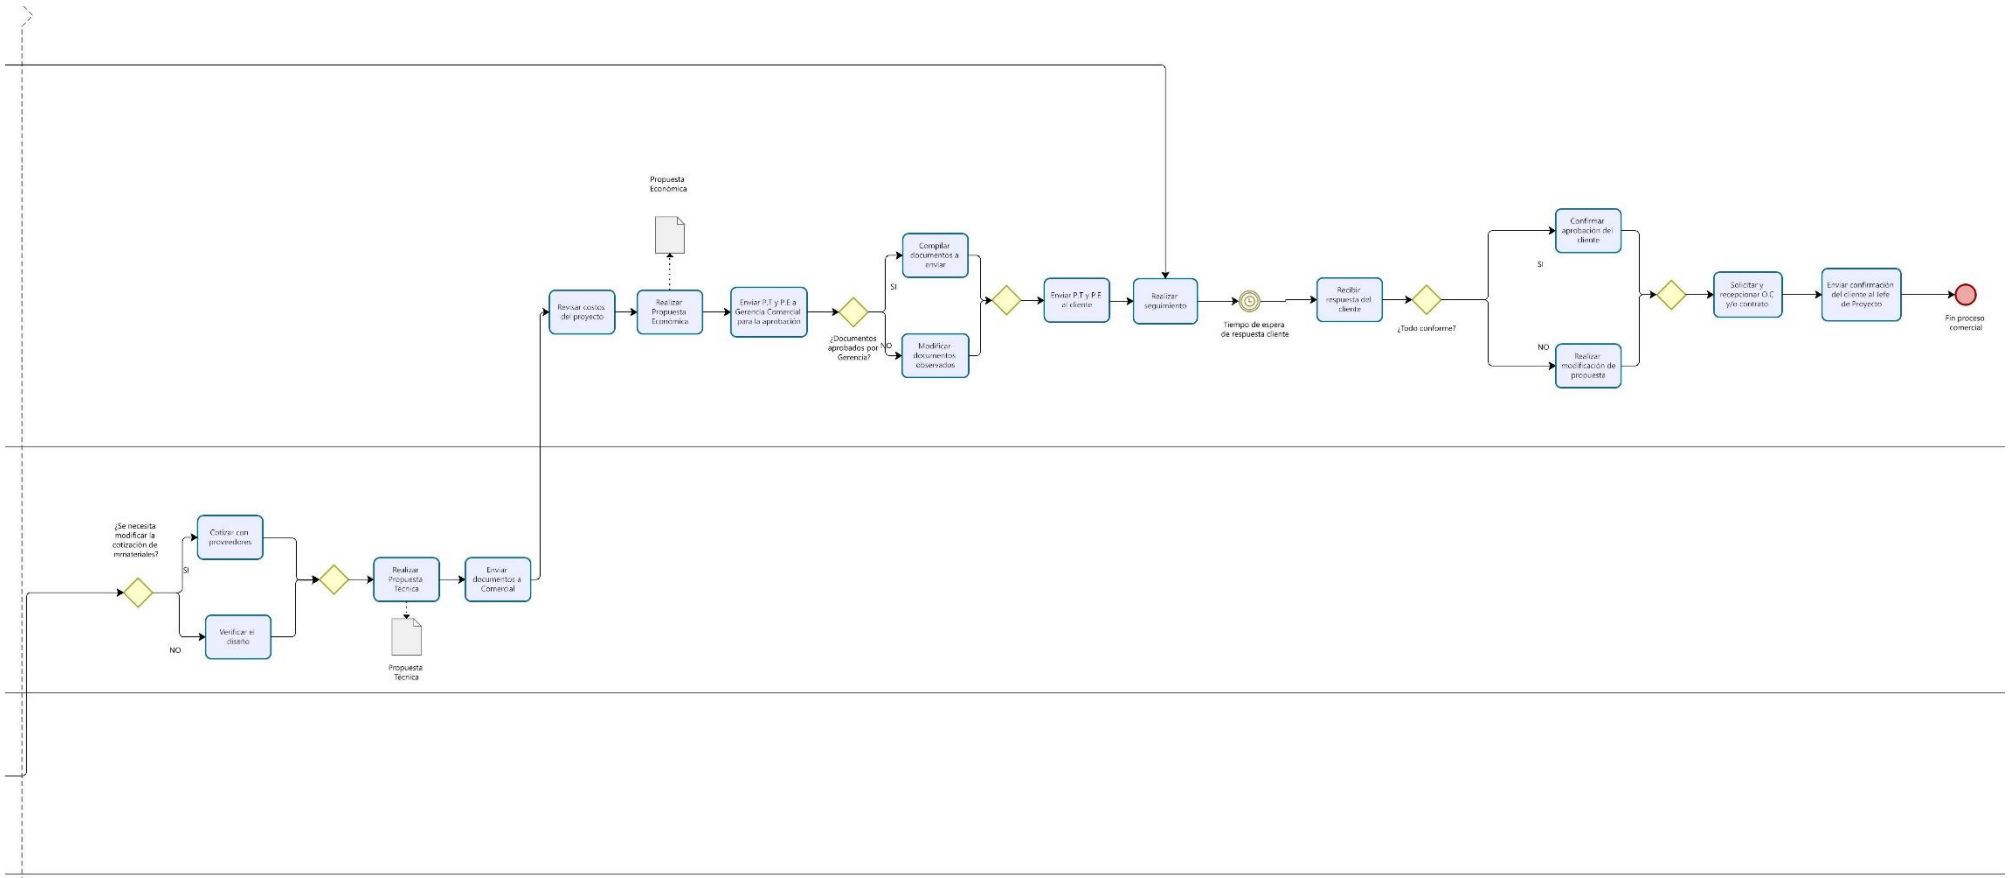 Propuesta
Económica
Revisar costos
del proyecto
Realizar
Propuesta
Económica
Enviar P.T y P.E a
Gerencia Comercial
para la aprobación
¿Documentos
aprobados por
Gerencia?
SI
NO
Compilar
documentos a
enviar
Modificar
documentos
observados
Enviar P.T y P.E
al cliente
Realizar
seguimiento
Tiempo de espera
de respuesta cliente
Recibir
respuesta del
cliente
¿Todo conforme?
SI
NO
Confirmar
aprobación del
cliente
Realizar
modificación de
propuesta
Solicitar y
recepcionar O.C
y/o contrato
Enviar confirmación
del cliente al Jefe
de Proyecto
Fin proceso
comercial
¿Se necesita
modificar la
cotización de
mmateriales?
SI
NO
Cotizar con
proveedores
Verificar el
diseño
Realizar
Propuesta
Técnica
Enviar
documentos a
Comercial
Propuesta
Técnica